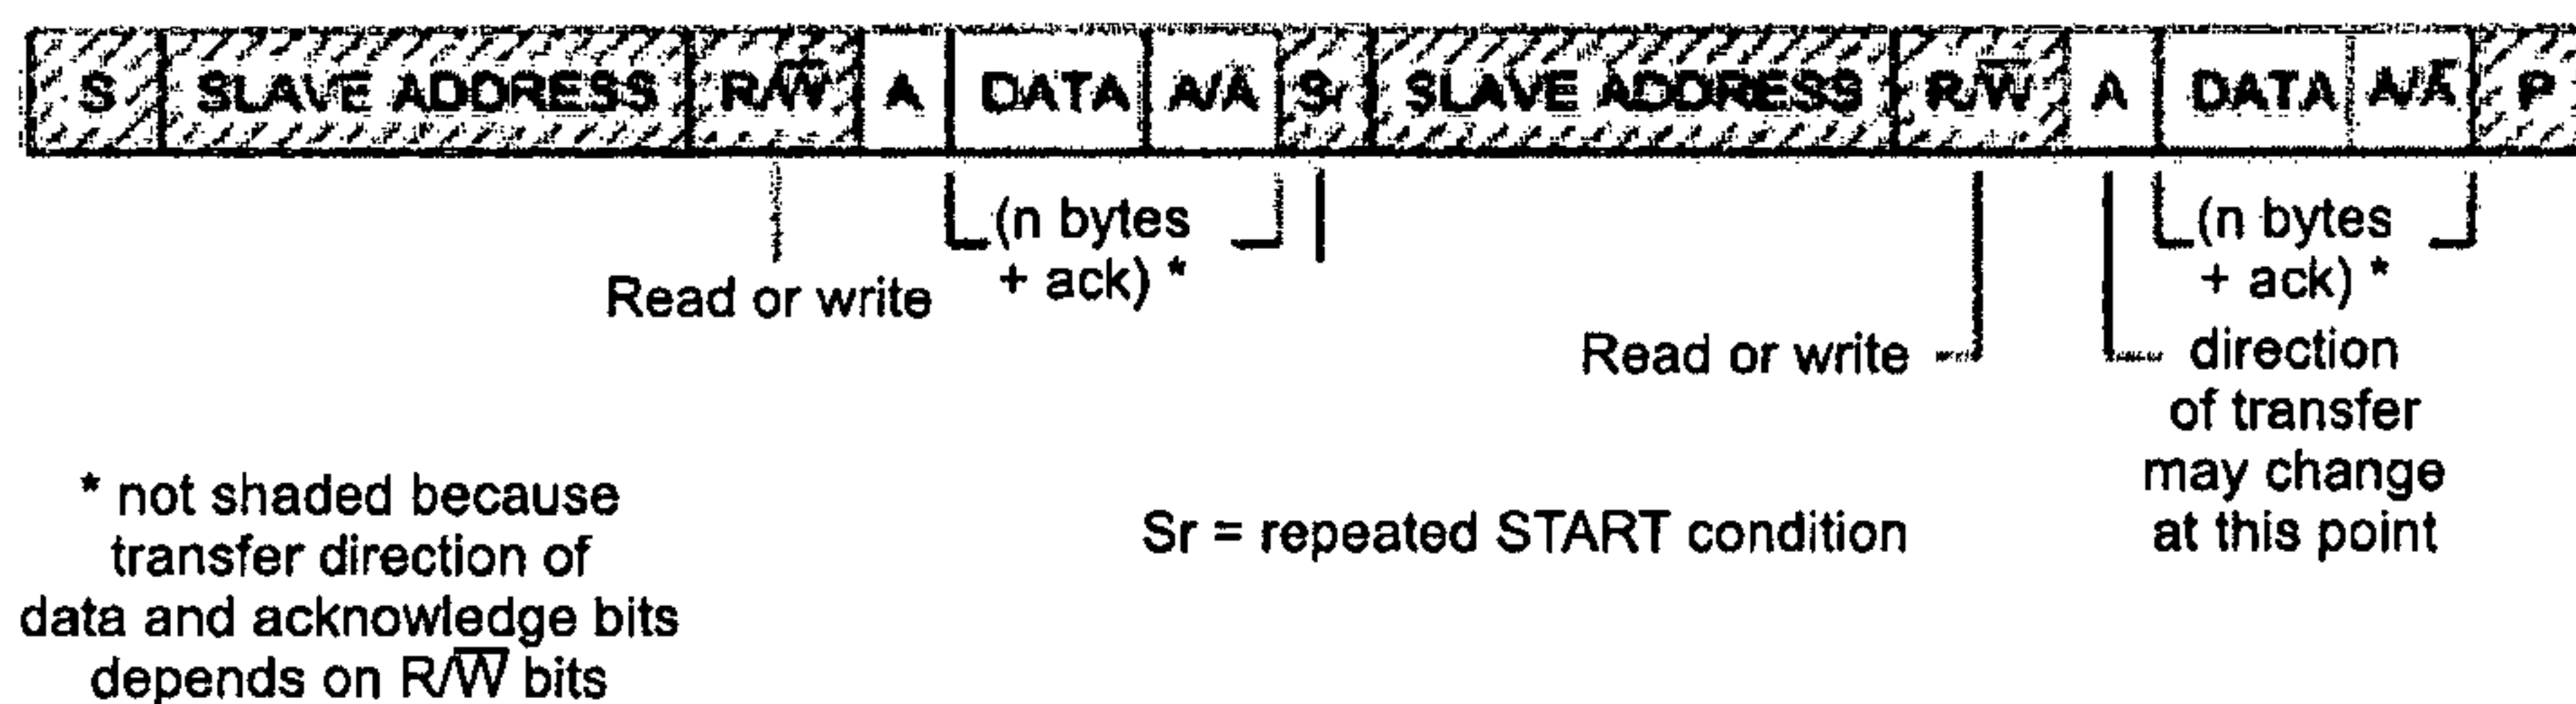 S SLAVE ADDRESS R/W̅ A DATA A/A̅ Sr SLAVE ADDRESS R/W̅ A DATA A/A̅ P
(n bytes
+ ack) *
Read or write
(n bytes
+ ack) *
Read or write
direction
of transfer
may change
at this point
* not shaded because
transfer direction of
data and acknowledge bits
depends on R/W̅ bits
Sr = repeated START condition